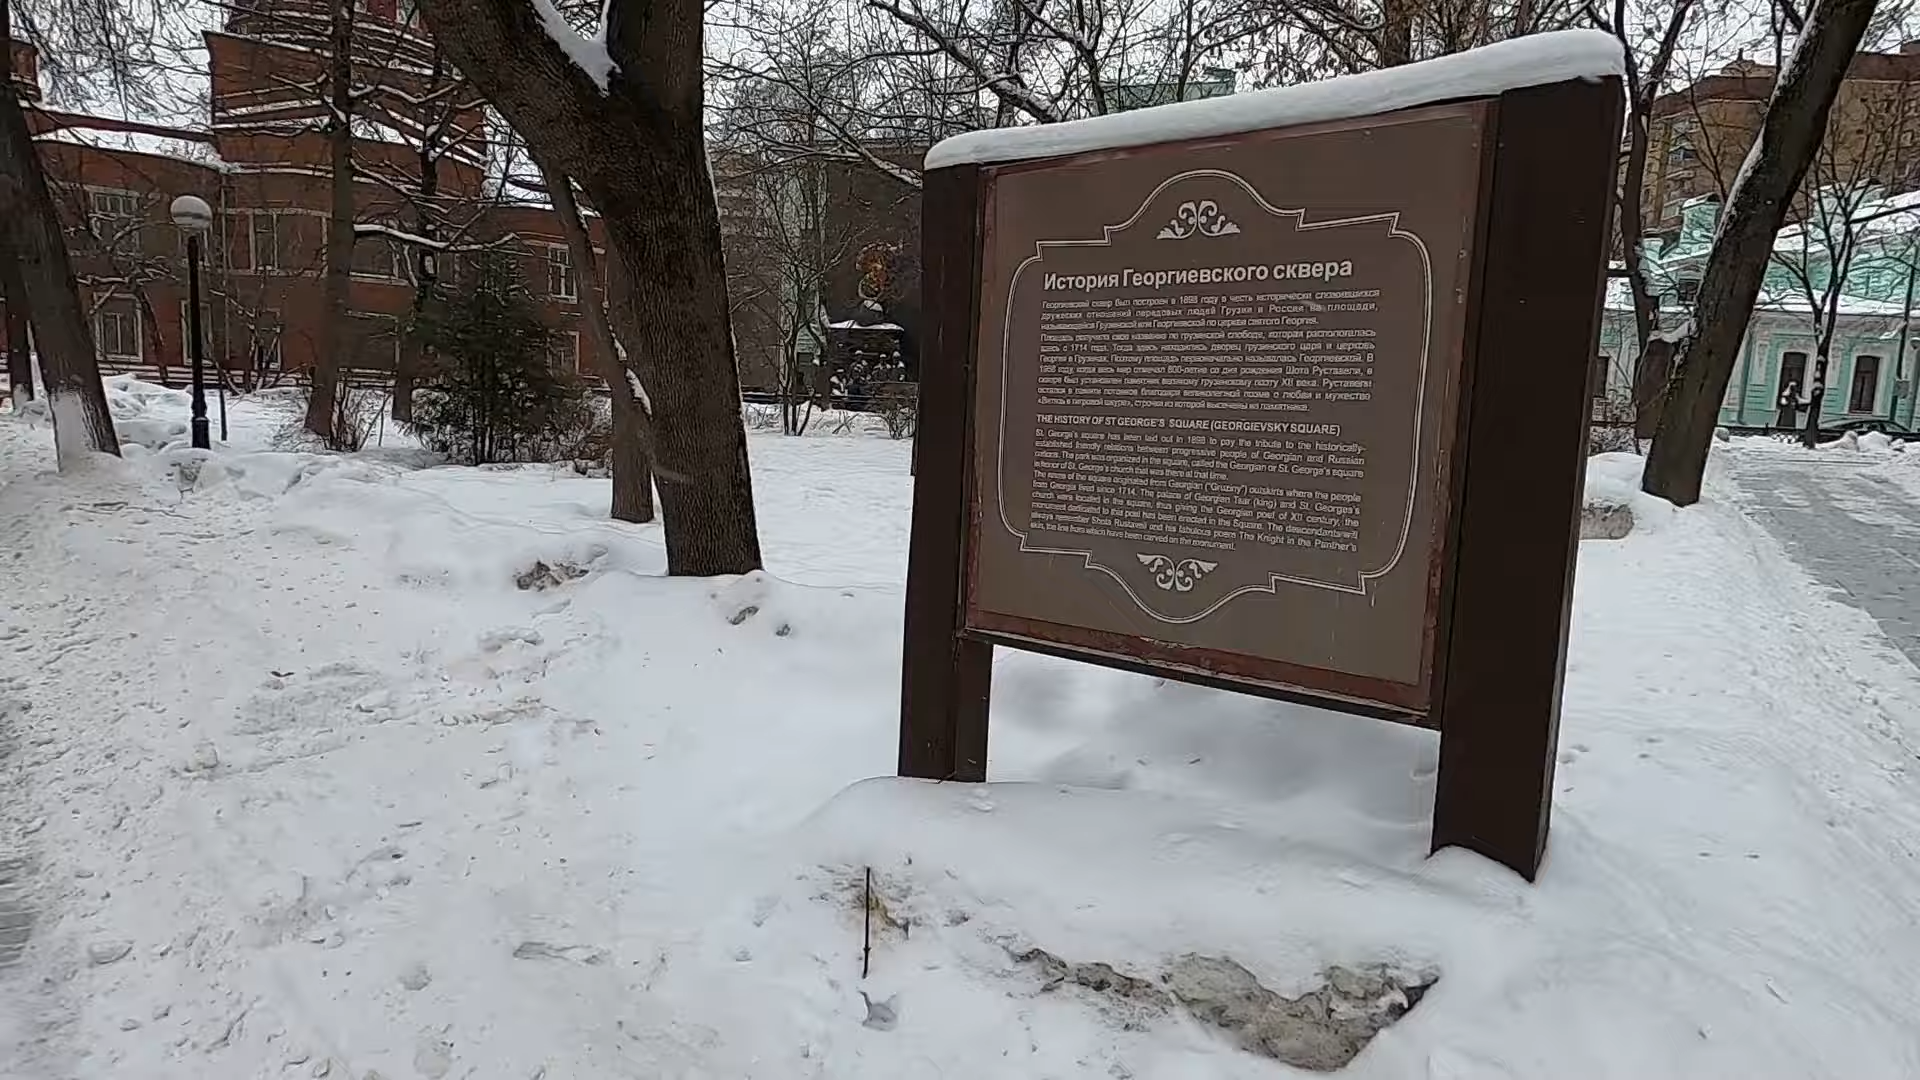 История Георгиевского сквера
Георгиевский сквер был построен в 1898 году в честь исторически сложившихся
дружеских отношений передовых людей Грузии и России на площади,
называющейся Грузинской или Георгиевской по церкви святого Георгия.
Площадь получила свое название по грузинской слободе, которая располагалась
здесь с 1714 года. Тогда здесь находились дворец грузинского царя и церковь
Георгия в Грузинах. Поэтому площадь первоначально называлась Георгиевской. В
1966 году, когда весь мир отмечал 800-летие со дня рождения Шота Руставели, в
сквере был установлен памятник великому грузинскому поэту XII века. Руставели
остался в памяти потомков благодаря великолепной поэме о любви и мужестве
«Витязь в тигровой шкуре», строчки из которой высечены на памятнике.
THE HISTORY OF ST GEORGE'S SQUARE (GEORGIEVSKY SQUARE)
St. George's square has been laid out in 1898 to pay the tribute to the historically-
established friendly relations between progressive people of Georgian and Russian
nations. The park was organized in the square, called the Georgian or St. George's square
in honor of St. George's church that was there at that time.
The name of the square originated from Georgian ("Gruziny") outskirts where the people
from Georgia lived since 1714. The palace of Georgian Tsar (king) and St. Georges's
church were located in the square, thus giving the Georgian poet of XII century, the
monument dedicated to this poet has been erected in the Square. The descendants will
always remember Shota Rustaveli and his fabulous poem The Knight in the Panther's
skin, the line from which have been carved on the monument.